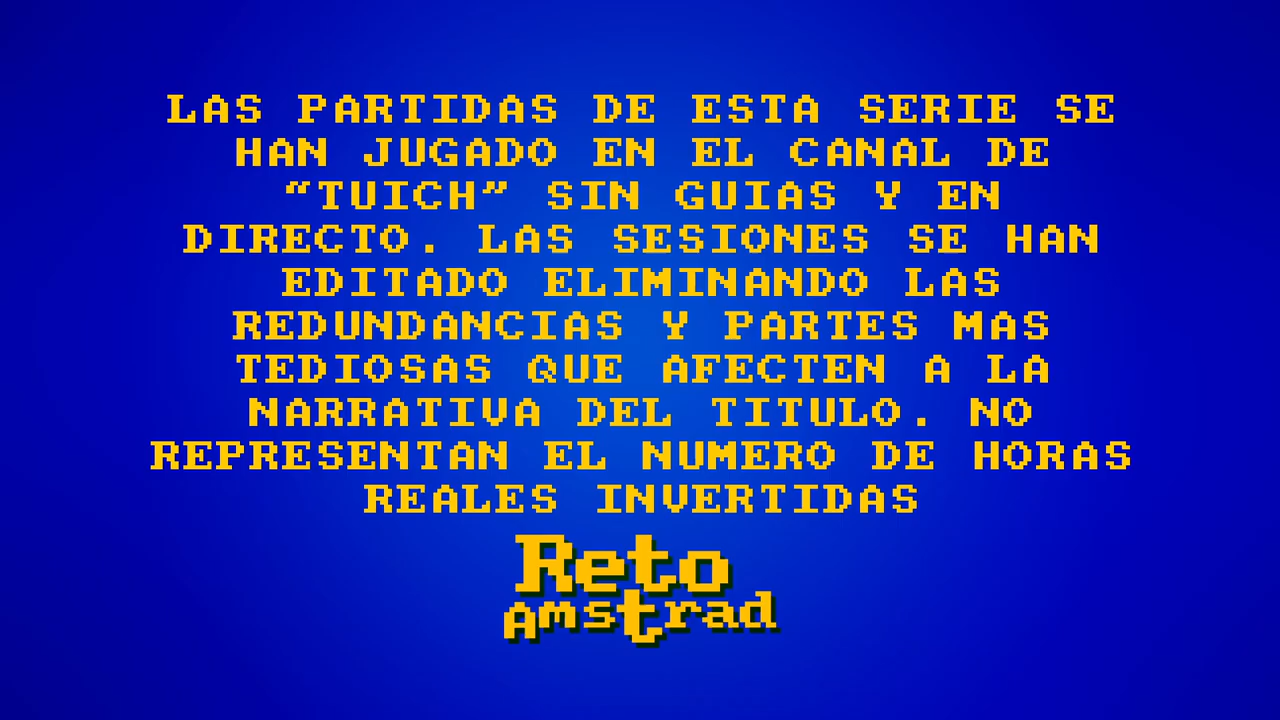 LAS PARTIDAS DE ESTA SERIE SE
HAN JUGADO EN EL CANAL DE
"TUICH" SIN GUIAS Y EN
DIRECTO. LAS SESIONES SE HAN
EDITADO ELIMINANDO LAS
REDUNDANCIAS Y PARTES MAS
TEDIOSAS QUE AFECTEN A LA
NARRATIVA DEL TITULO. NO
REPRESENTAN EL NUMERO DE HORAS
REALES INVERTIDAS
Reto
Amstrad